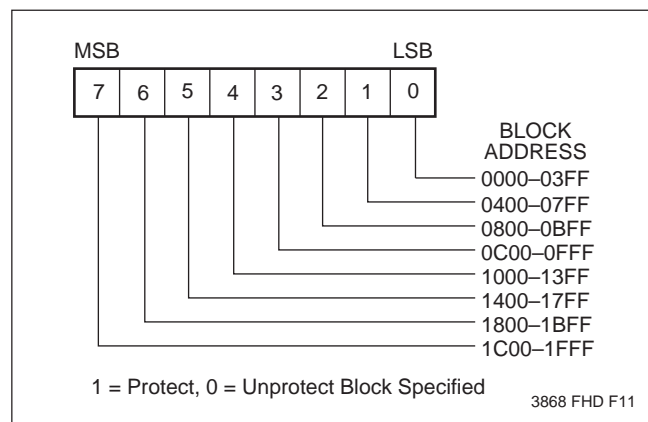 MSB LSB
7 6 5 4 3 2 1 0
BLOCK
ADDRESS
0000–03FF
0400–07FF
0800–0BFF
0C00–0FFF
1000–13FF
1400–17FF
1800–1BFF
1C00–1FFF
1 = Protect, 0 = Unprotect Block Specified
3868 FHD F11